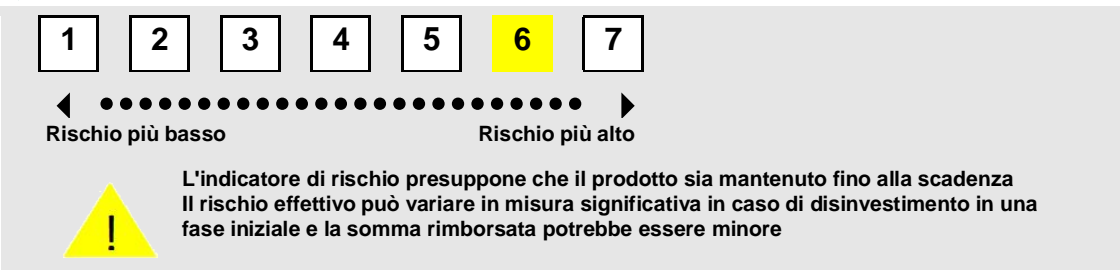 1 2 3 4 5 6 7
Rischio più basso Rischio più alto
L'indicatore di rischio presuppone che il prodotto sia mantenuto fino alla scadenza
Il rischio effettivo può variare in misura significativa in caso di disinvestimento in una
! fase iniziale e la somma rimborsata potrebbe essere minore